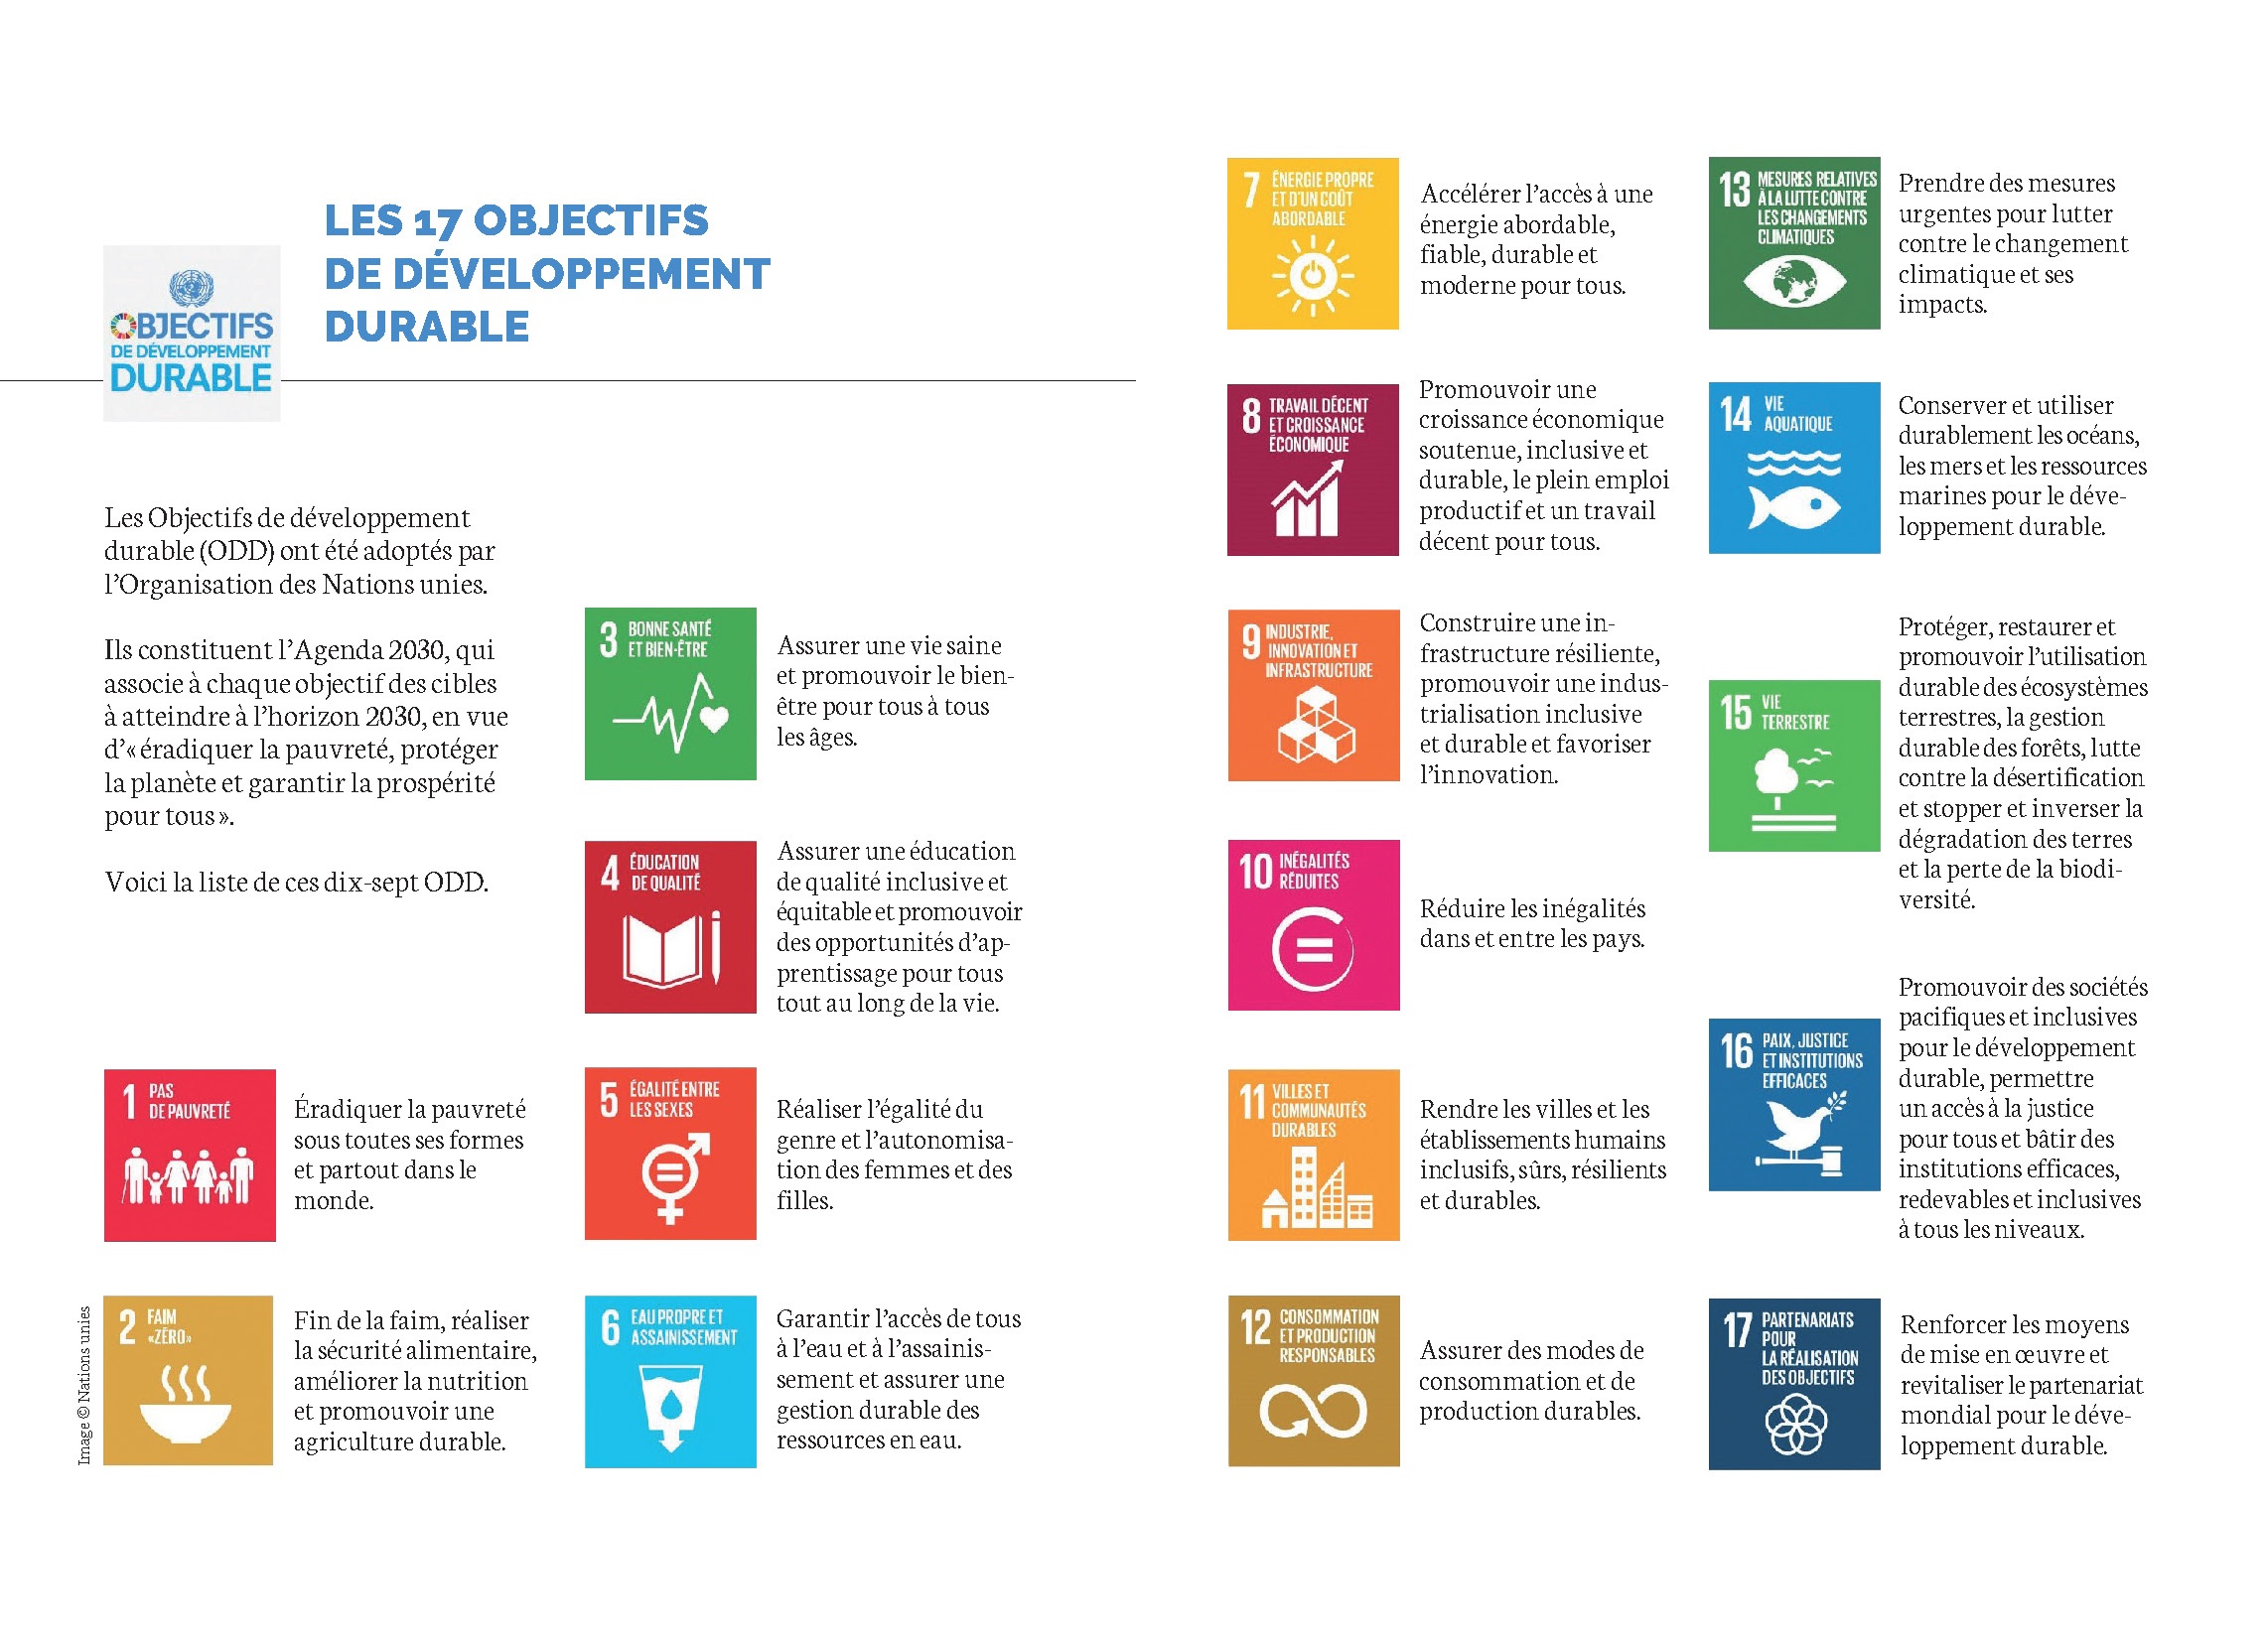 LES 17 OBJECTIFS
DE DÉVELOPPEMENT
DURABLE
OBJECTIFS
DE DÉVELOPPEMENT
DURABLE
Les Objectifs de développement
durable (ODD) ont été adoptés par
l’Organisation des Nations unies.
Ils constituent l’Agenda 2030, qui
associe à chaque objectif des cibles
à atteindre à l’horizon 2030, en vue
d’« éradiquer la pauvreté, protéger
la planète et garantir la prospérité
pour tous ».
Voici la liste de ces dix-sept ODD.
1 PAS
DE PAUVRETÉ
Éradiquer la pauvreté
sous toutes ses formes
et partout dans le
monde.
2 FAIM
«ZÉRO»
Fin de la faim, réaliser
la sécurité alimentaire,
améliorer la nutrition
et promouvoir une
agriculture durable.
Image © Nations unies
3 BONNE SANTÉ
ET BIEN-ÊTRE
Assurer une vie saine
et promouvoir le bien-
être pour tous à tous
les âges.
4 ÉDUCATION
DE QUALITÉ
Assurer une éducation
de qualité inclusive et
équitable et promouvoir
des opportunités d’ap-
prentissage pour tous
tout au long de la vie.
5 ÉGALITÉ ENTRE
LES SEXES
Réaliser l’égalité du
genre et l’autonomisa-
tion des femmes et des
filles.
6 EAU PROPRE ET
ASSAINISSEMENT
Garantir l’accès de tous
à l’eau et à l’assainis-
sement et assurer une
gestion durable des
ressources en eau.
7 ÉNERGIE PROPRE
ET D'UN COÛT
ABORDABLE
Accélérer l’accès à une
énergie abordable,
fiable, durable et
moderne pour tous.
8 TRAVAIL DÉCENT
ET CROISSANCE
ÉCONOMIQUE
Promouvoir une
croissance économique
soutenue, inclusive et
durable, le plein emploi
productif et un travail
décent pour tous.
9 INDUSTRIE,
INNOVATION ET
INFRASTRUCTURE
Construire une in-
frastructure résiliente,
promouvoir une indus-
trialisation inclusive
et durable et favoriser
l’innovation.
10 INÉGALITÉS
RÉDUITES
Réduire les inégalités
dans et entre les pays.
11 VILLES ET
COMMUNAUTÉS
DURABLES
Rendre les villes et les
établissements humains
inclusifs, sûrs, résilients
et durables.
12 CONSOMMATION
ET PRODUCTION
RESPONSABLES
Assurer des modes de
consommation et de
production durables.
13 MESURES RELATIVES
À LA LUTTE CONTRE
LES CHANGEMENTS
CLIMATIQUES
Prendre des mesures
urgentes pour lutter
contre le changement
climatique et ses
impacts.
14 VIE
AQUATIQUE
Conserver et utiliser
durablement les océans,
les mers et les ressources
marines pour le déve-
loppement durable.
15 VIE
TERRESTRE
Protéger, restaurer et
promouvoir l’utilisation
durable des écosystèmes
terrestres, la gestion
durable des forêts, lutte
contre la désertification
et stopper et inverser la
dégradation des terres
et la perte de la biodi-
versité.
16 PAIX, JUSTICE
ET INSTITUTIONS
EFFICACES
Promouvoir des sociétés
pacifiques et inclusives
pour le développement
durable, permettre
un accès à la justice
pour tous et bâtir des
institutions efficaces,
redevables et inclusives
à tous les niveaux.
17 PARTENARIATS
POUR
LA RÉALISATION
DES OBJECTIFS
Renforcer les moyens
de mise en œuvre et
revitaliser le partenariat
mondial pour le déve-
loppement durable.